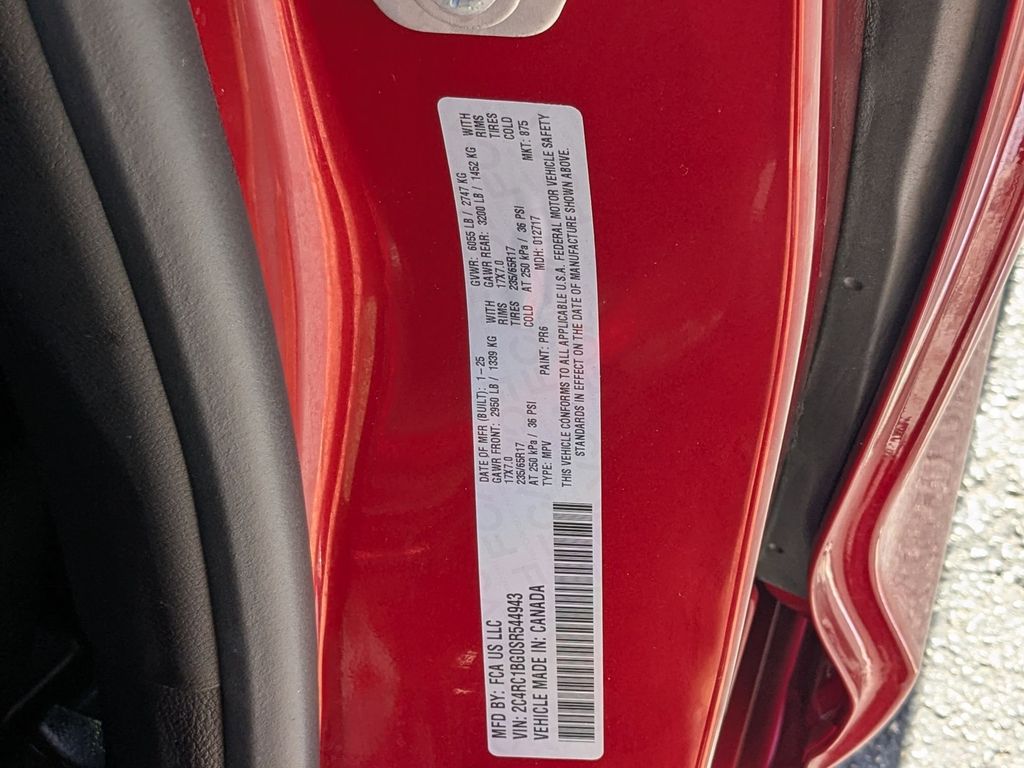 MFD BY: FCA US LLC
VIN: 2C4RC1BG0SR544943
VEHICLE MADE IN: CANADA
DATE OF MFR (BUILT): 1-25
GAWR FRONT: 2950 LB / 1339 KG WITH
17X7.0 RIMS
235/65R17 TIRES
AT 250 kPa / 36 PSI COLD
TYPE: MPV
GVWR: 6055 LB / 2747 KG
GAWR REAR: 3200 LB / 1452 KG WITH
17X7.0 RIMS
235/65R17 TIRES
AT 250 kPa / 36 PSI COLD
PAINT: PR6 MDH: 012717 MKT: 875
THIS VEHICLE CONFORMS TO ALL APPLICABLE U.S.A. FEDERAL MOTOR VEHICLE SAFETY
STANDARDS IN EFFECT ON THE DATE OF MANUFACTURE SHOWN ABOVE.